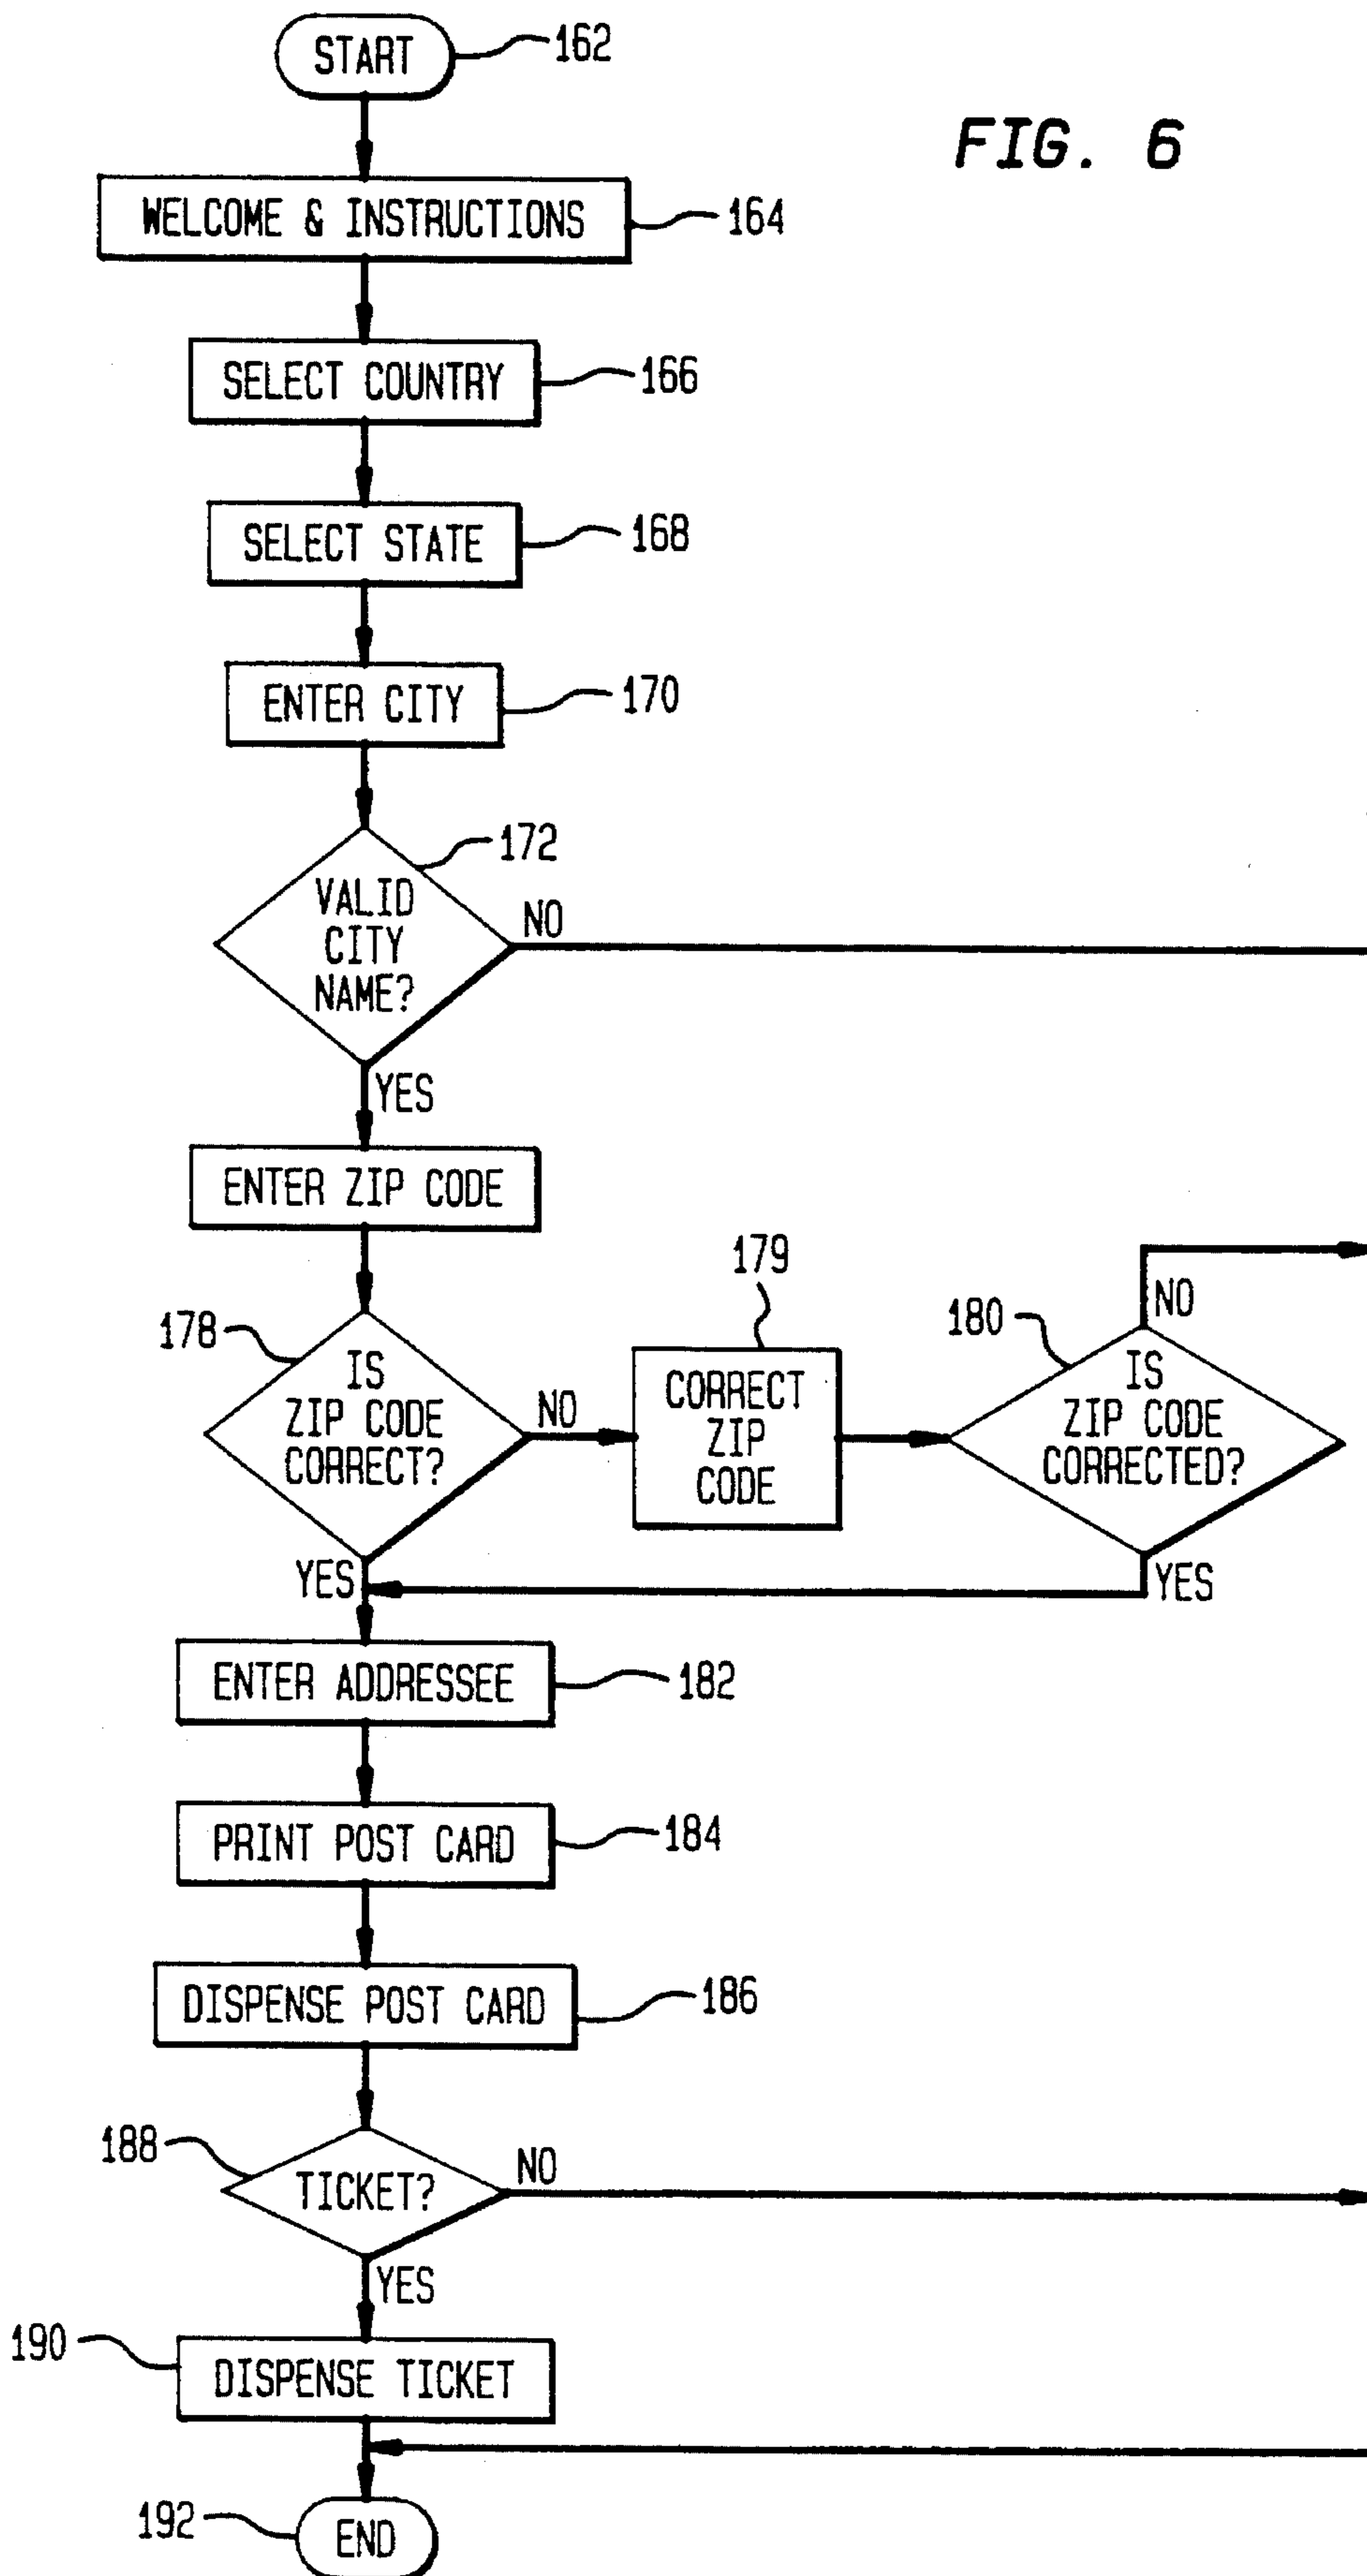 START
162
FIG. 6
WELCOME & INSTRUCTIONS
164
SELECT COUNTRY
166
SELECT STATE
168
ENTER CITY
170
172
VALID
CITY
NAME?
NO
YES
ENTER ZIP CODE
178
IS
ZIP CODE
CORRECT?
NO
YES
179
CORRECT
ZIP
CODE
180
IS
ZIP CODE
CORRECTED?
NO
YES
ENTER ADDRESSEE
182
PRINT POST CARD
184
DISPENSE POST CARD
186
188
TICKET?
NO
YES
190
DISPENSE TICKET
192
END